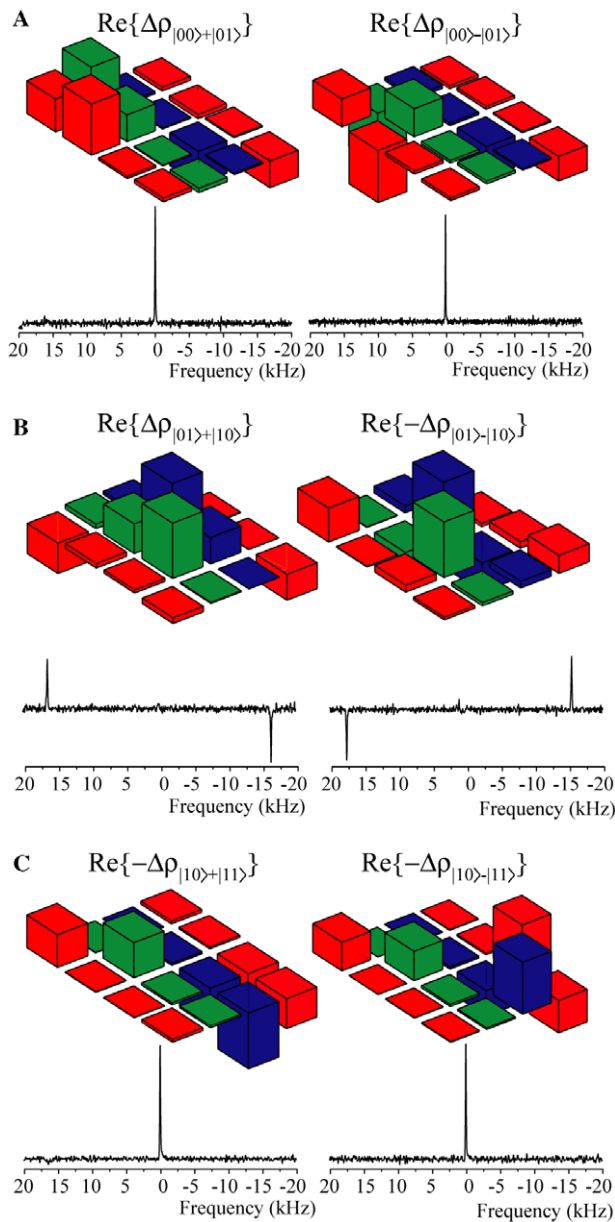 A
Re{Δρ|00⟩+|01⟩} Re{Δρ|00⟩-|01⟩}
20 15 10 5 0 -5 -10 -15 -20 20 15 10 5 0 -5 -10 -15 -20
Frequency (kHz) Frequency (kHz)
B
Re{Δρ|01⟩+|10⟩} Re{−Δρ|01⟩-|10⟩}
20 15 10 5 0 -5 -10 -15 -20 20 15 10 5 0 -5 -10 -15 -20
Frequency (kHz) Frequency (kHz)
C
Re{−Δρ|10⟩+|11⟩} Re{−Δρ|10⟩-|11⟩}
20 15 10 5 0 -5 -10 -15 -20 20 15 10 5 0 -5 -10 -15 -20
Frequency (kHz) Frequency (kHz)